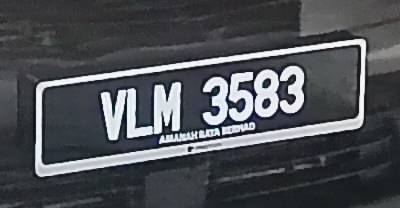 VLM 3583
AMANAH RAYA BERHAD